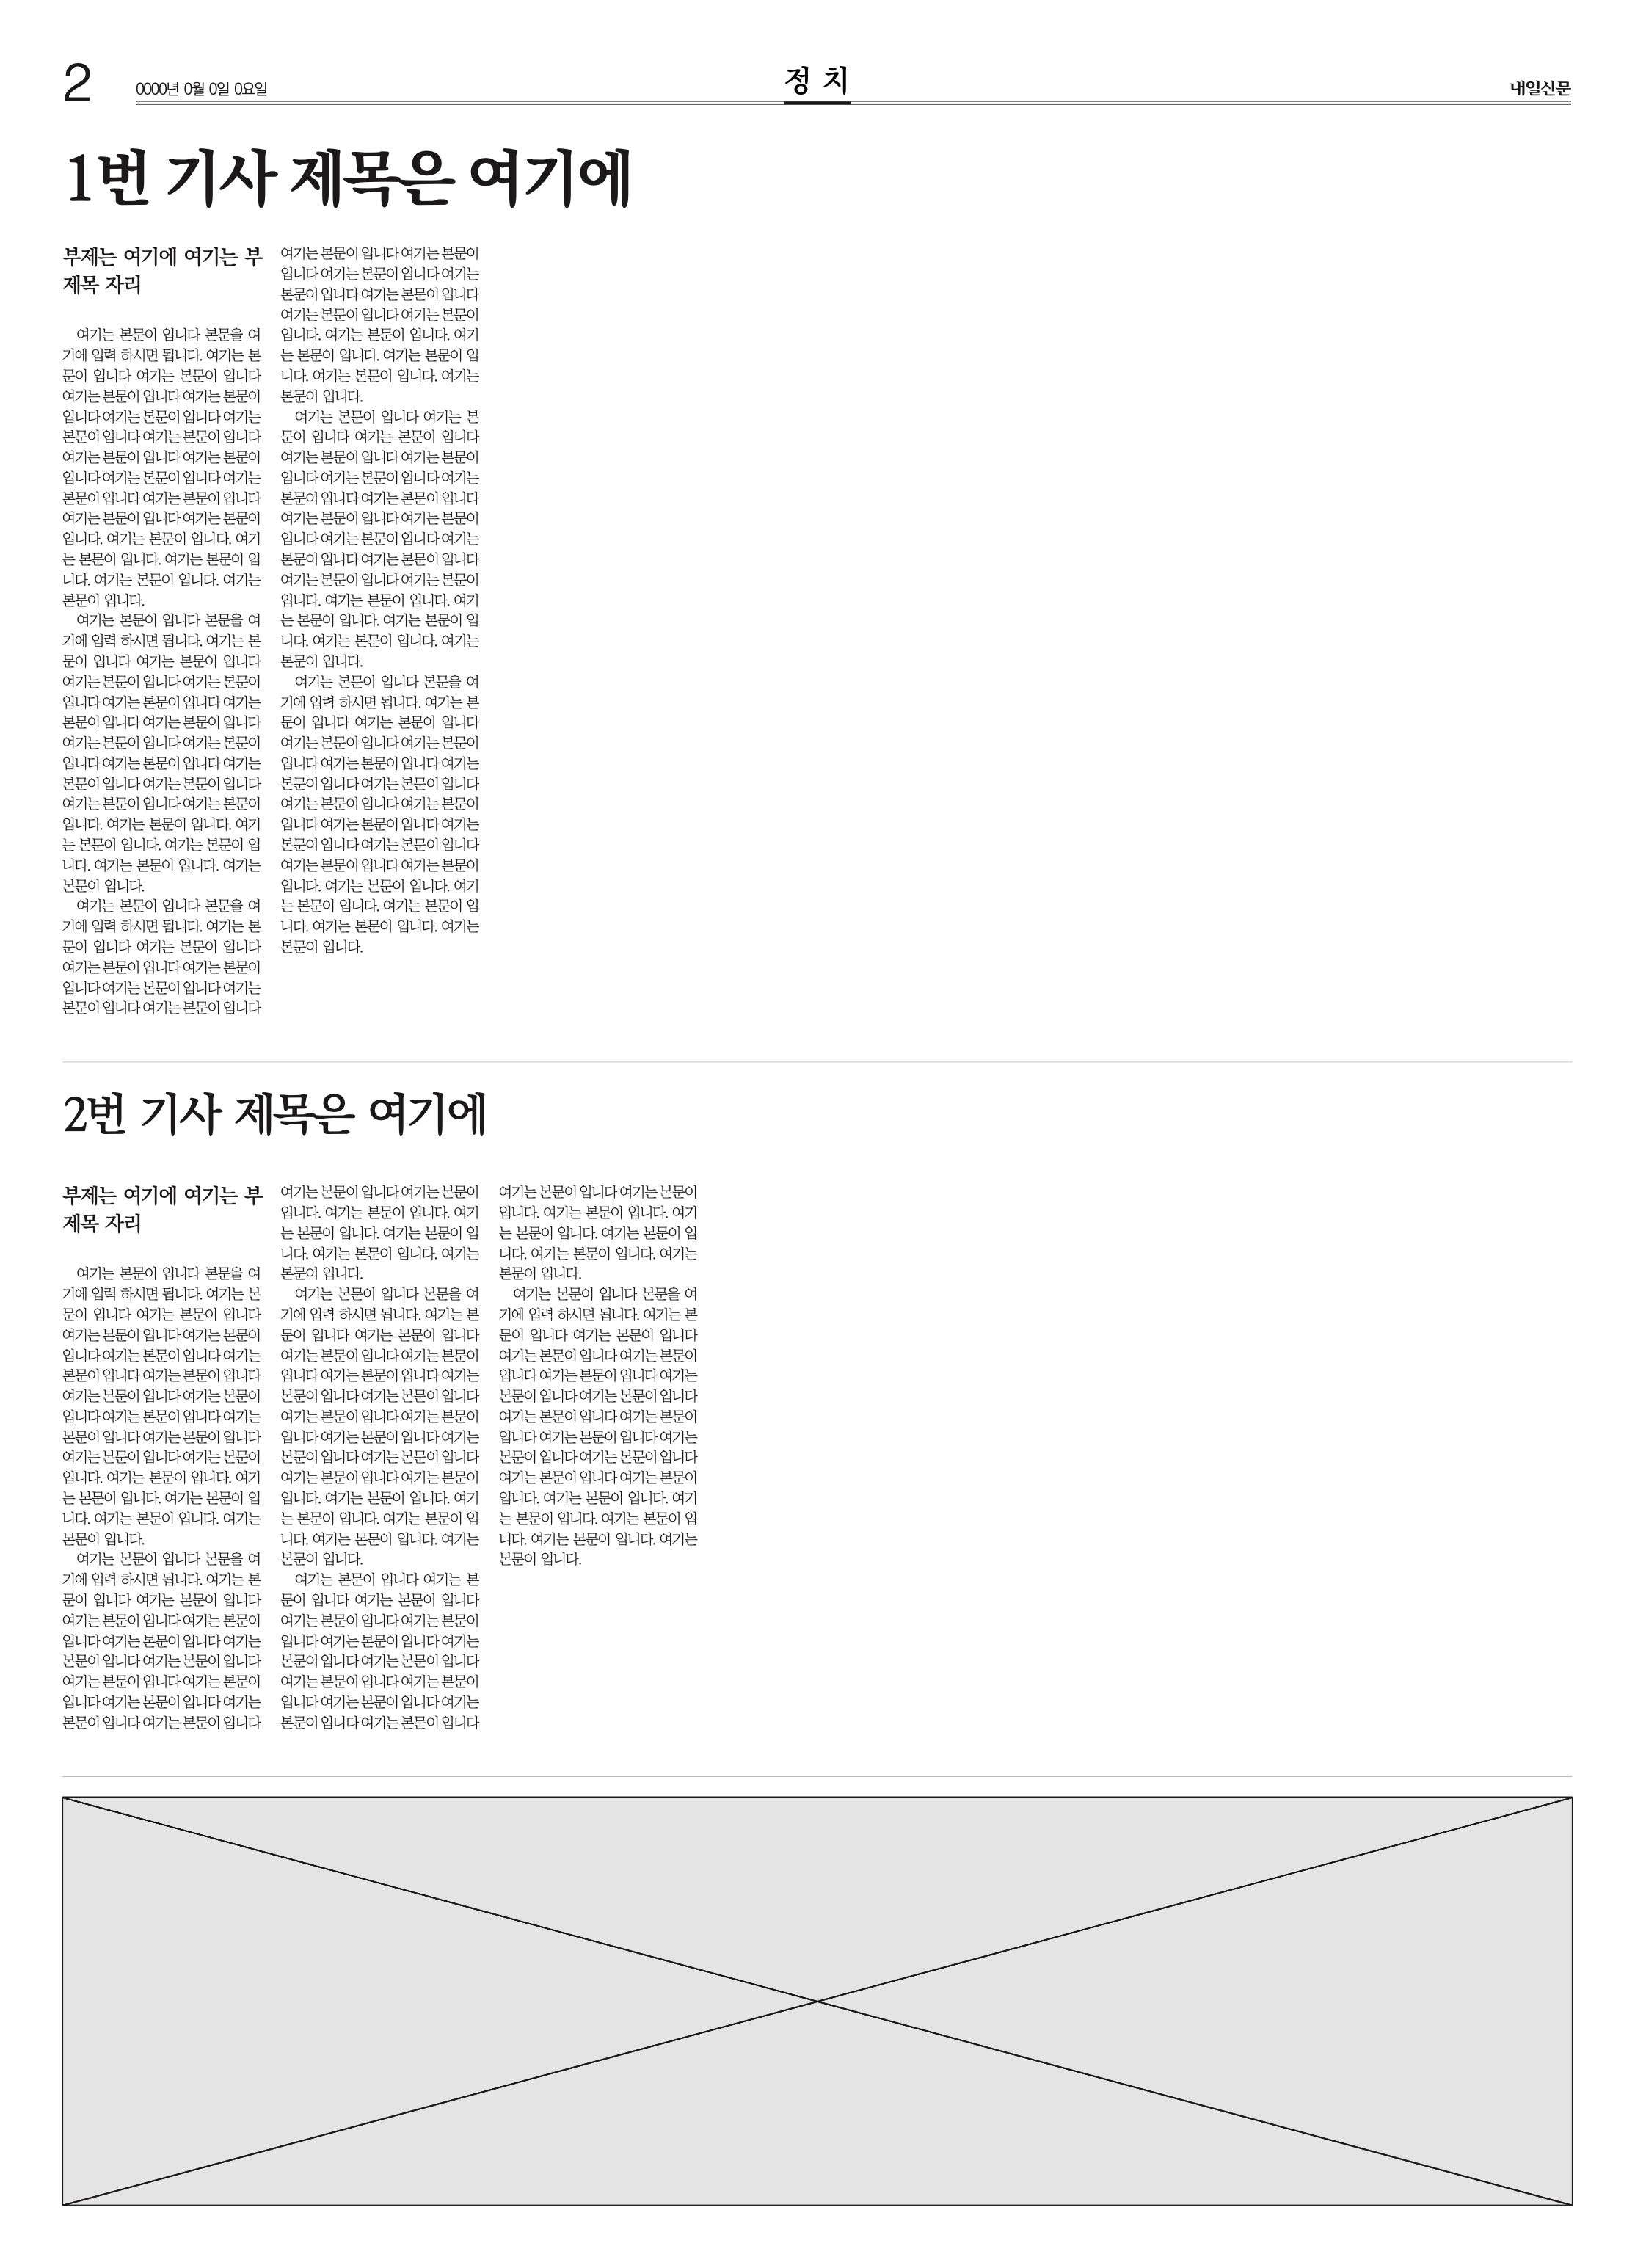 2
0000년 0월 0일 0요일
정 치
내일신문
1번 기사 제목은 여기에
부제는 여기에 여기는 부
제목 자리
여기는 본문이 입니다 본문을 여
기에 입력 하시면 됩니다. 여기는 본
문이 입니다 여기는 본문이 입니다
여기는 본문이 입니다 여기는 본문이
입니다 여기는 본문이 입니다 여기는
본문이 입니다 여기는 본문이 입니다
여기는 본문이 입니다 여기는 본문이
입니다 여기는 본문이 입니다 여기는
본문이 입니다 여기는 본문이 입니다
여기는 본문이 입니다 여기는 본문이
입니다. 여기는 본문이 입니다. 여기
는 본문이 입니다. 여기는 본문이 입
니다. 여기는 본문이 입니다. 여기는
본문이 입니다.
여기는 본문이 입니다 본문을 여
기에 입력 하시면 됩니다. 여기는 본
문이 입니다 여기는 본문이 입니다
여기는 본문이 입니다 여기는 본문이
입니다 여기는 본문이 입니다 여기는
본문이 입니다 여기는 본문이 입니다
여기는 본문이 입니다 여기는 본문이
입니다 여기는 본문이 입니다 여기는
본문이 입니다 여기는 본문이 입니다
여기는 본문이 입니다 여기는 본문이
입니다. 여기는 본문이 입니다. 여기
는 본문이 입니다. 여기는 본문이 입
니다. 여기는 본문이 입니다. 여기는
본문이 입니다.
여기는 본문이 입니다 본문을 여
기에 입력 하시면 됩니다. 여기는 본
문이 입니다 여기는 본문이 입니다
여기는 본문이 입니다 여기는 본문이
입니다 여기는 본문이 입니다 여기는
본문이 입니다 여기는 본문이 입니다
여기는 본문이 입니다 여기는 본문이
입니다 여기는 본문이 입니다 여기는
본문이 입니다 여기는 본문이 입니다
여기는 본문이 입니다 여기는 본문이
입니다. 여기는 본문이 입니다. 여기
는 본문이 입니다. 여기는 본문이 입
니다. 여기는 본문이 입니다. 여기는
본문이 입니다.
여기는 본문이 입니다 여기는 본
문이 입니다 여기는 본문이 입니다
여기는 본문이 입니다 여기는 본문이
입니다 여기는 본문이 입니다 여기는
본문이 입니다 여기는 본문이 입니다
여기는 본문이 입니다 여기는 본문이
입니다 여기는 본문이 입니다 여기는
본문이 입니다 여기는 본문이 입니다
여기는 본문이 입니다 여기는 본문이
입니다. 여기는 본문이 입니다. 여기
는 본문이 입니다. 여기는 본문이 입
니다. 여기는 본문이 입니다. 여기는
본문이 입니다.
여기는 본문이 입니다 본문을 여
기에 입력 하시면 됩니다. 여기는 본
문이 입니다 여기는 본문이 입니다
여기는 본문이 입니다 여기는 본문이
입니다 여기는 본문이 입니다 여기는
본문이 입니다 여기는 본문이 입니다
여기는 본문이 입니다 여기는 본문이
입니다 여기는 본문이 입니다 여기는
본문이 입니다 여기는 본문이 입니다
여기는 본문이 입니다 여기는 본문이
입니다. 여기는 본문이 입니다. 여기
는 본문이 입니다. 여기는 본문이 입
니다. 여기는 본문이 입니다. 여기는
본문이 입니다.
2번 기사 제목은 여기에
부제는 여기에 여기는 부
제목 자리
여기는 본문이 입니다 본문을 여
기에 입력 하시면 됩니다. 여기는 본
문이 입니다 여기는 본문이 입니다
여기는 본문이 입니다 여기는 본문이
입니다 여기는 본문이 입니다 여기는
본문이 입니다 여기는 본문이 입니다
여기는 본문이 입니다 여기는 본문이
입니다 여기는 본문이 입니다 여기는
본문이 입니다 여기는 본문이 입니다
여기는 본문이 입니다 여기는 본문이
입니다. 여기는 본문이 입니다. 여기
는 본문이 입니다. 여기는 본문이 입
니다. 여기는 본문이 입니다. 여기는
본문이 입니다.
여기는 본문이 입니다 본문을 여
기에 입력 하시면 됩니다. 여기는 본
문이 입니다 여기는 본문이 입니다
여기는 본문이 입니다 여기는 본문이
입니다 여기는 본문이 입니다 여기는
본문이 입니다 여기는 본문이 입니다
여기는 본문이 입니다 여기는 본문이
입니다 여기는 본문이 입니다 여기는
본문이 입니다 여기는 본문이 입니다
여기는 본문이 입니다 여기는 본문이
입니다. 여기는 본문이 입니다. 여기
는 본문이 입니다. 여기는 본문이 입
니다. 여기는 본문이 입니다. 여기는
본문이 입니다.
여기는 본문이 입니다 본문을 여
기에 입력 하시면 됩니다. 여기는 본
문이 입니다 여기는 본문이 입니다
여기는 본문이 입니다 여기는 본문이
입니다 여기는 본문이 입니다 여기는
본문이 입니다 여기는 본문이 입니다
여기는 본문이 입니다 여기는 본문이
입니다 여기는 본문이 입니다 여기는
본문이 입니다 여기는 본문이 입니다
여기는 본문이 입니다 여기는 본문이
입니다. 여기는 본문이 입니다. 여기
는 본문이 입니다. 여기는 본문이 입
니다. 여기는 본문이 입니다. 여기는
본문이 입니다.
여기는 본문이 입니다 여기는 본
문이 입니다 여기는 본문이 입니다
여기는 본문이 입니다 여기는 본문이
입니다 여기는 본문이 입니다 여기는
본문이 입니다 여기는 본문이 입니다
여기는 본문이 입니다 여기는 본문이
입니다 여기는 본문이 입니다 여기는
본문이 입니다 여기는 본문이 입니다
여기는 본문이 입니다 여기는 본문이
입니다. 여기는 본문이 입니다. 여기
는 본문이 입니다. 여기는 본문이 입
니다. 여기는 본문이 입니다. 여기는
본문이 입니다.
여기는 본문이 입니다 본문을 여
기에 입력 하시면 됩니다. 여기는 본
문이 입니다 여기는 본문이 입니다
여기는 본문이 입니다 여기는 본문이
입니다 여기는 본문이 입니다 여기는
본문이 입니다 여기는 본문이 입니다
여기는 본문이 입니다 여기는 본문이
입니다 여기는 본문이 입니다 여기는
본문이 입니다 여기는 본문이 입니다
여기는 본문이 입니다 여기는 본문이
입니다. 여기는 본문이 입니다. 여기
는 본문이 입니다. 여기는 본문이 입
니다. 여기는 본문이 입니다. 여기는
본문이 입니다.